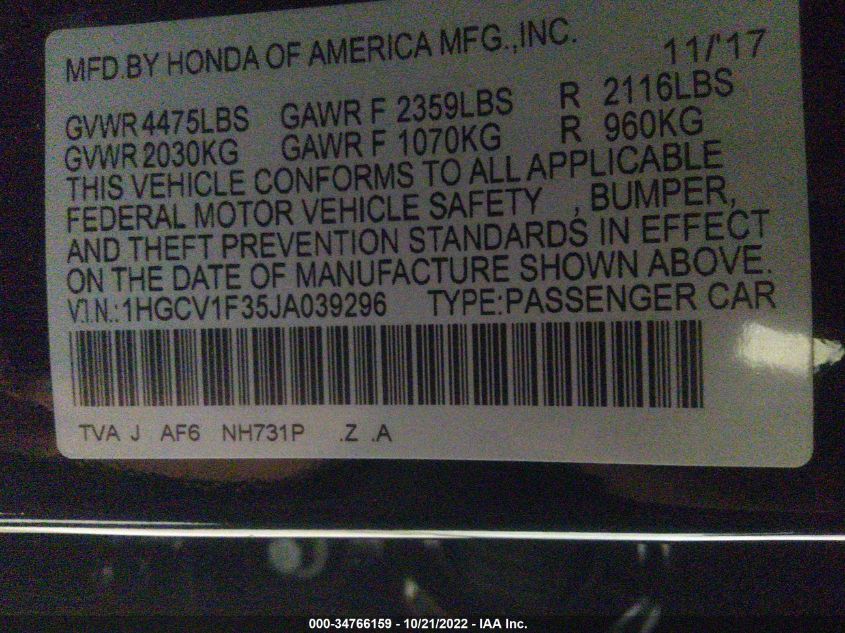 MFD.BY HONDA OF AMERICA MFG.,INC. 11/'17
GVWR 4475LBS GAWR F 2359LBS R 2116LBS
GVWR 2030KG GAWR F 1070KG R 960KG
THIS VEHICLE CONFORMS TO ALL APPLICABLE
FEDERAL MOTOR VEHICLE SAFETY , BUMPER,
AND THEFT PREVENTION STANDARDS IN EFFECT
ON THE DATE OF MANUFACTURE SHOWN ABOVE.
V.I.N.:1HGCV1F35JA039296 TYPE:PASSENGER CAR
TVA J AF6 NH731P .Z .A
000-34766159 - 10/21/2022 - IAA Inc.